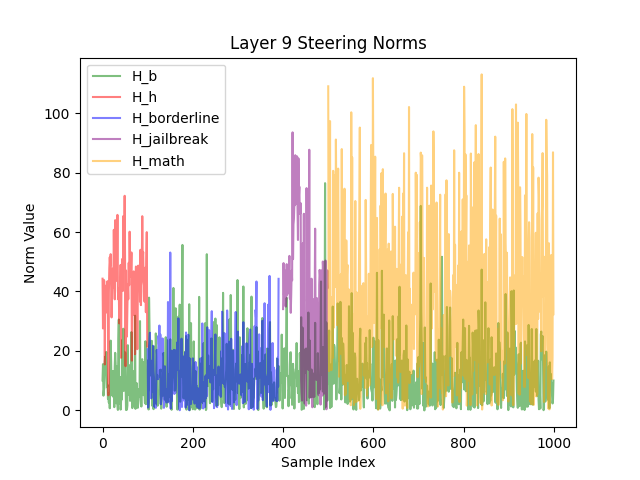 Layer 9 Steering Norms
H_b
H_h
H_borderline
H_jailbreak
H_math
Norm Value
100
80
60
40
20
0
0 200 400 600 800 1000
Sample Index